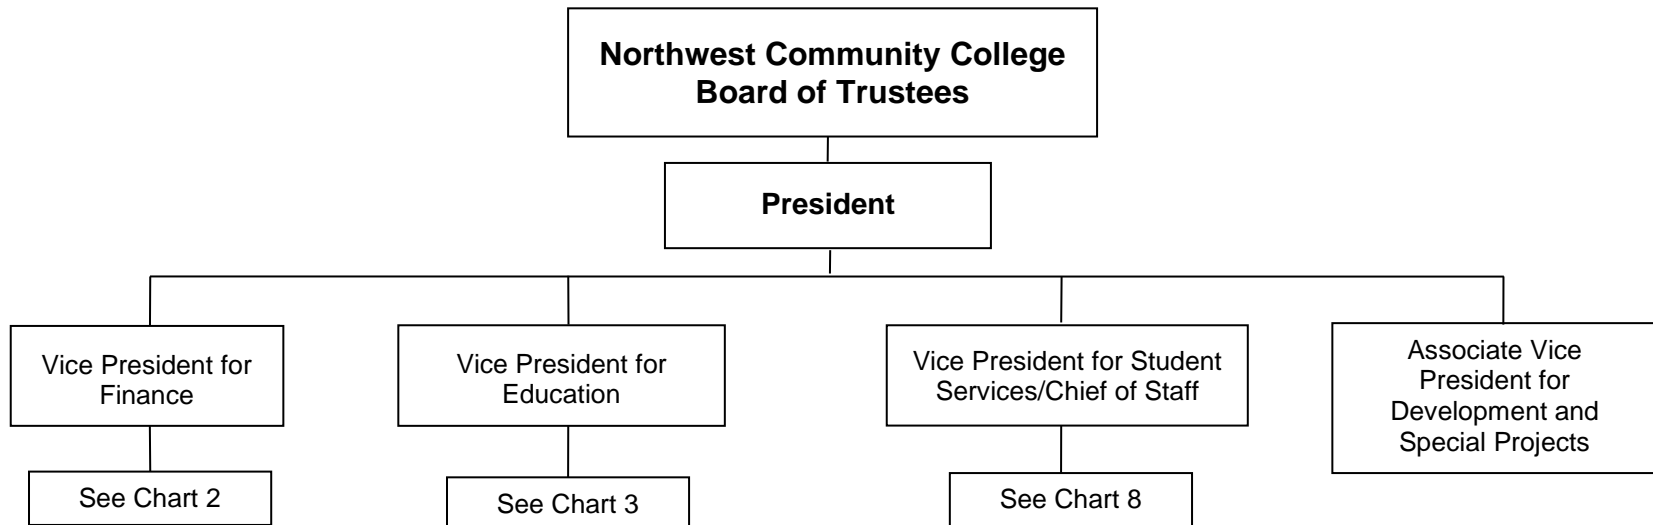 Northwest Community College
Board of Trustees
President
Vice President for
Finance
Vice President for
Education
Vice President for Student
Services/Chief of Staff
Associate Vice
President for
Development and
Special Projects
See Chart 2
See Chart 3
See Chart 8